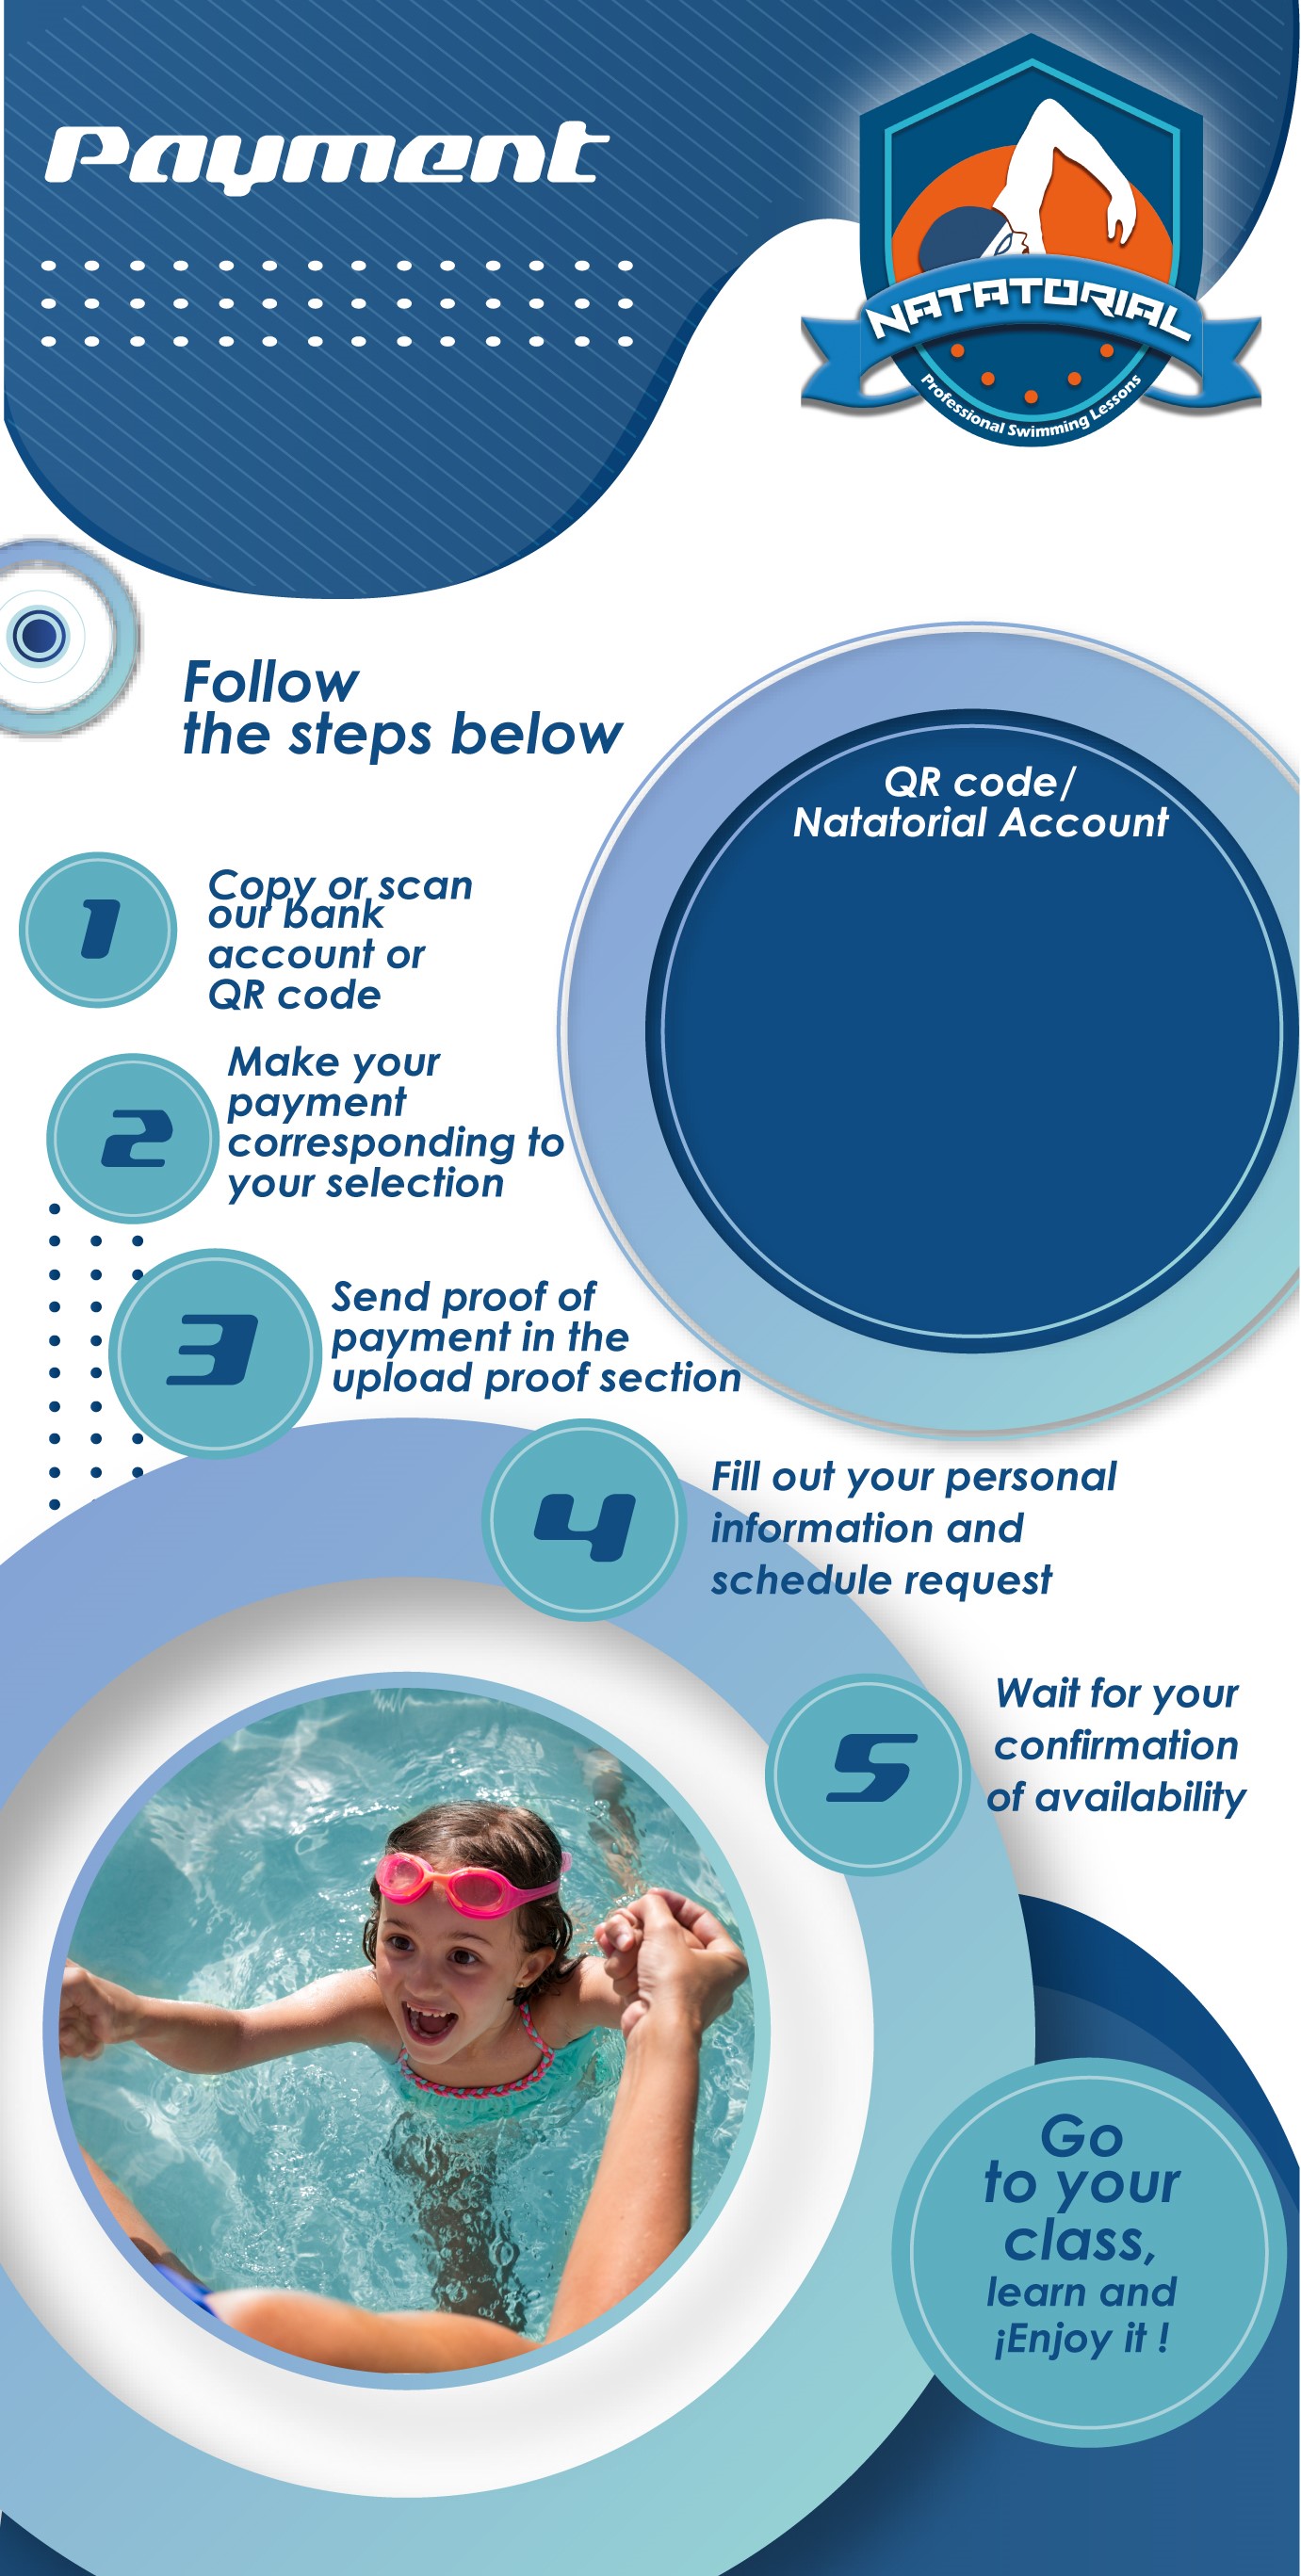 Payment
NATATORIAL
Professional Swimming Lessons
Follow
the steps below
QR code/
Natatorial Account
1
Copy or scan
our bank
account or
QR code
2
Make your
payment
corresponding to
your selection
3
Send proof of
payment in the
upload proof section
4
Fill out your personal
information and
schedule request
5
Wait for your
confirmation
of availability
Go
to your
class,
learn and
¡Enjoy it !